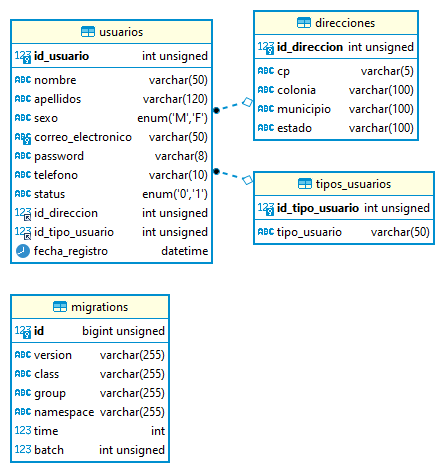 usuarios
123 id_usuario int unsigned
ABC nombre varchar(50)
ABC apellidos varchar(120)
ABC sexo enum('M','F')
ABC correo_electronico varchar(50)
ABC password varchar(8)
ABC telefono varchar(10)
ABC status enum('0','1')
123 id_direccion int unsigned
123 id_tipo_usuario int unsigned
fecha_registro datetime
direcciones
123 id_direccion int unsigned
ABC cp varchar(5)
ABC colonia varchar(100)
ABC municipio varchar(100)
ABC estado varchar(100)
tipos_usuarios
123 id_tipo_usuario int unsigned
ABC tipo_usuario varchar(50)
migrations
123 id bigint unsigned
ABC version varchar(255)
ABC class varchar(255)
ABC group varchar(255)
ABC namespace varchar(255)
123 time int
123 batch int unsigned